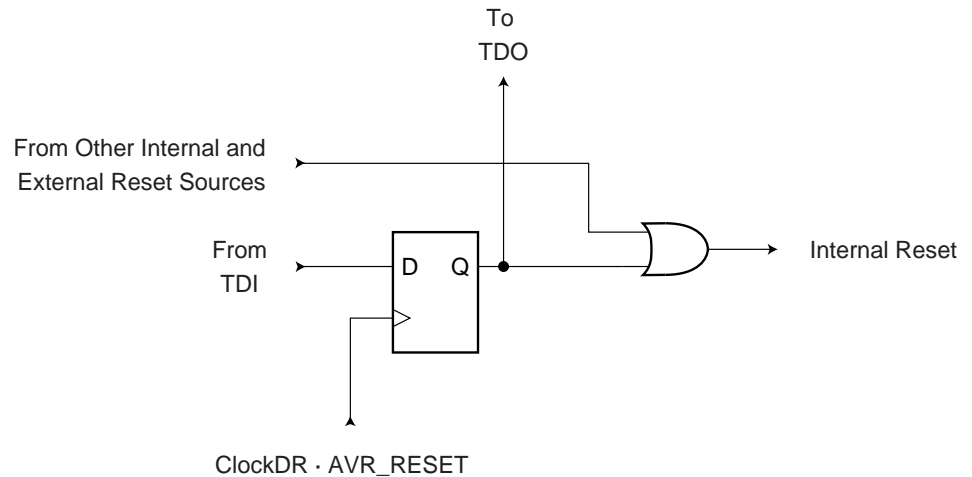 To
TDO
From Other Internal and
External Reset Sources
From
TDI
D Q
Internal Reset
ClockDR · AVR_RESET